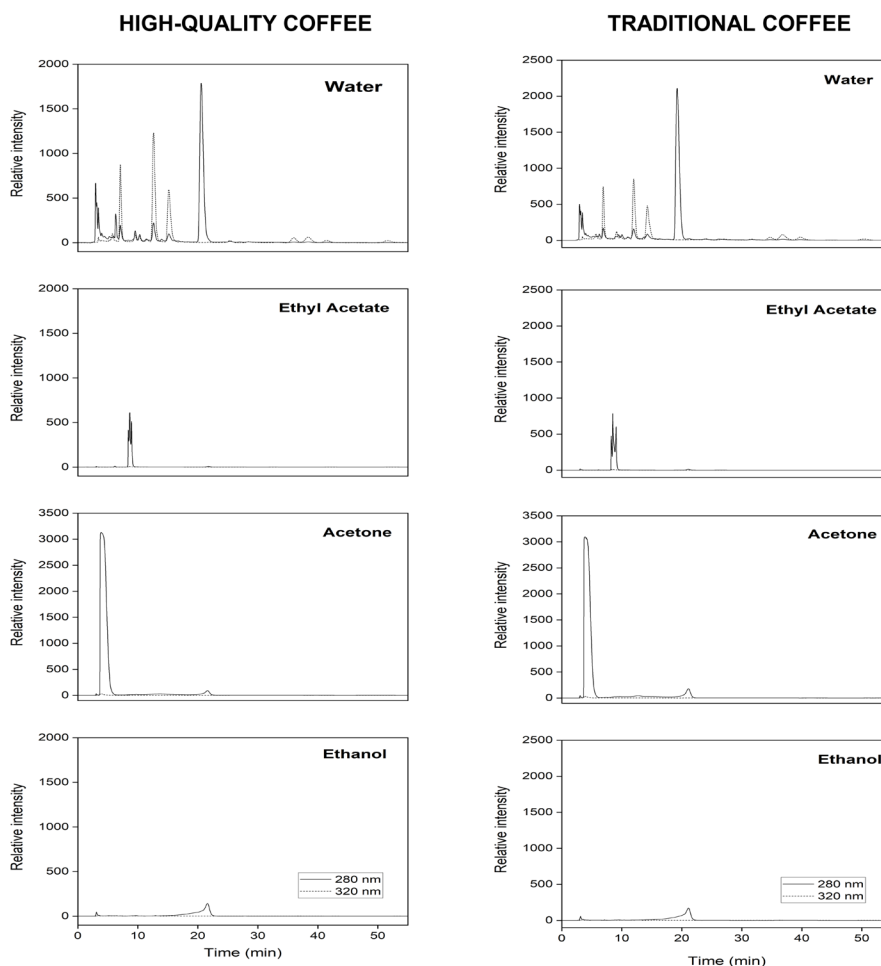 HIGH-QUALITY COFFEE
TRADITIONAL COFFEE
Relative intensity
2000
1500
1000
500
0
Water
Relative intensity
2500
2000
1500
1000
500
0
Water
Relative intensity
2000
1500
1000
500
0
Ethyl Acetate
Relative intensity
2500
2000
1500
1000
500
0
Ethyl Acetate
Relative intensity
3500
3000
2500
2000
1500
1000
500
0
Acetone
Relative intensity
3500
3000
2500
2000
1500
1000
500
0
Acetone
Relative intensity
2000
1500
1000
500
0
Ethanol
280 nm
320 nm
0 10 20 30 40 50
Time (min)
Relative intensity
2500
2000
1500
1000
500
0
Ethanol
280 nm
320 nm
0 10 20 30 40 50
Time (min)